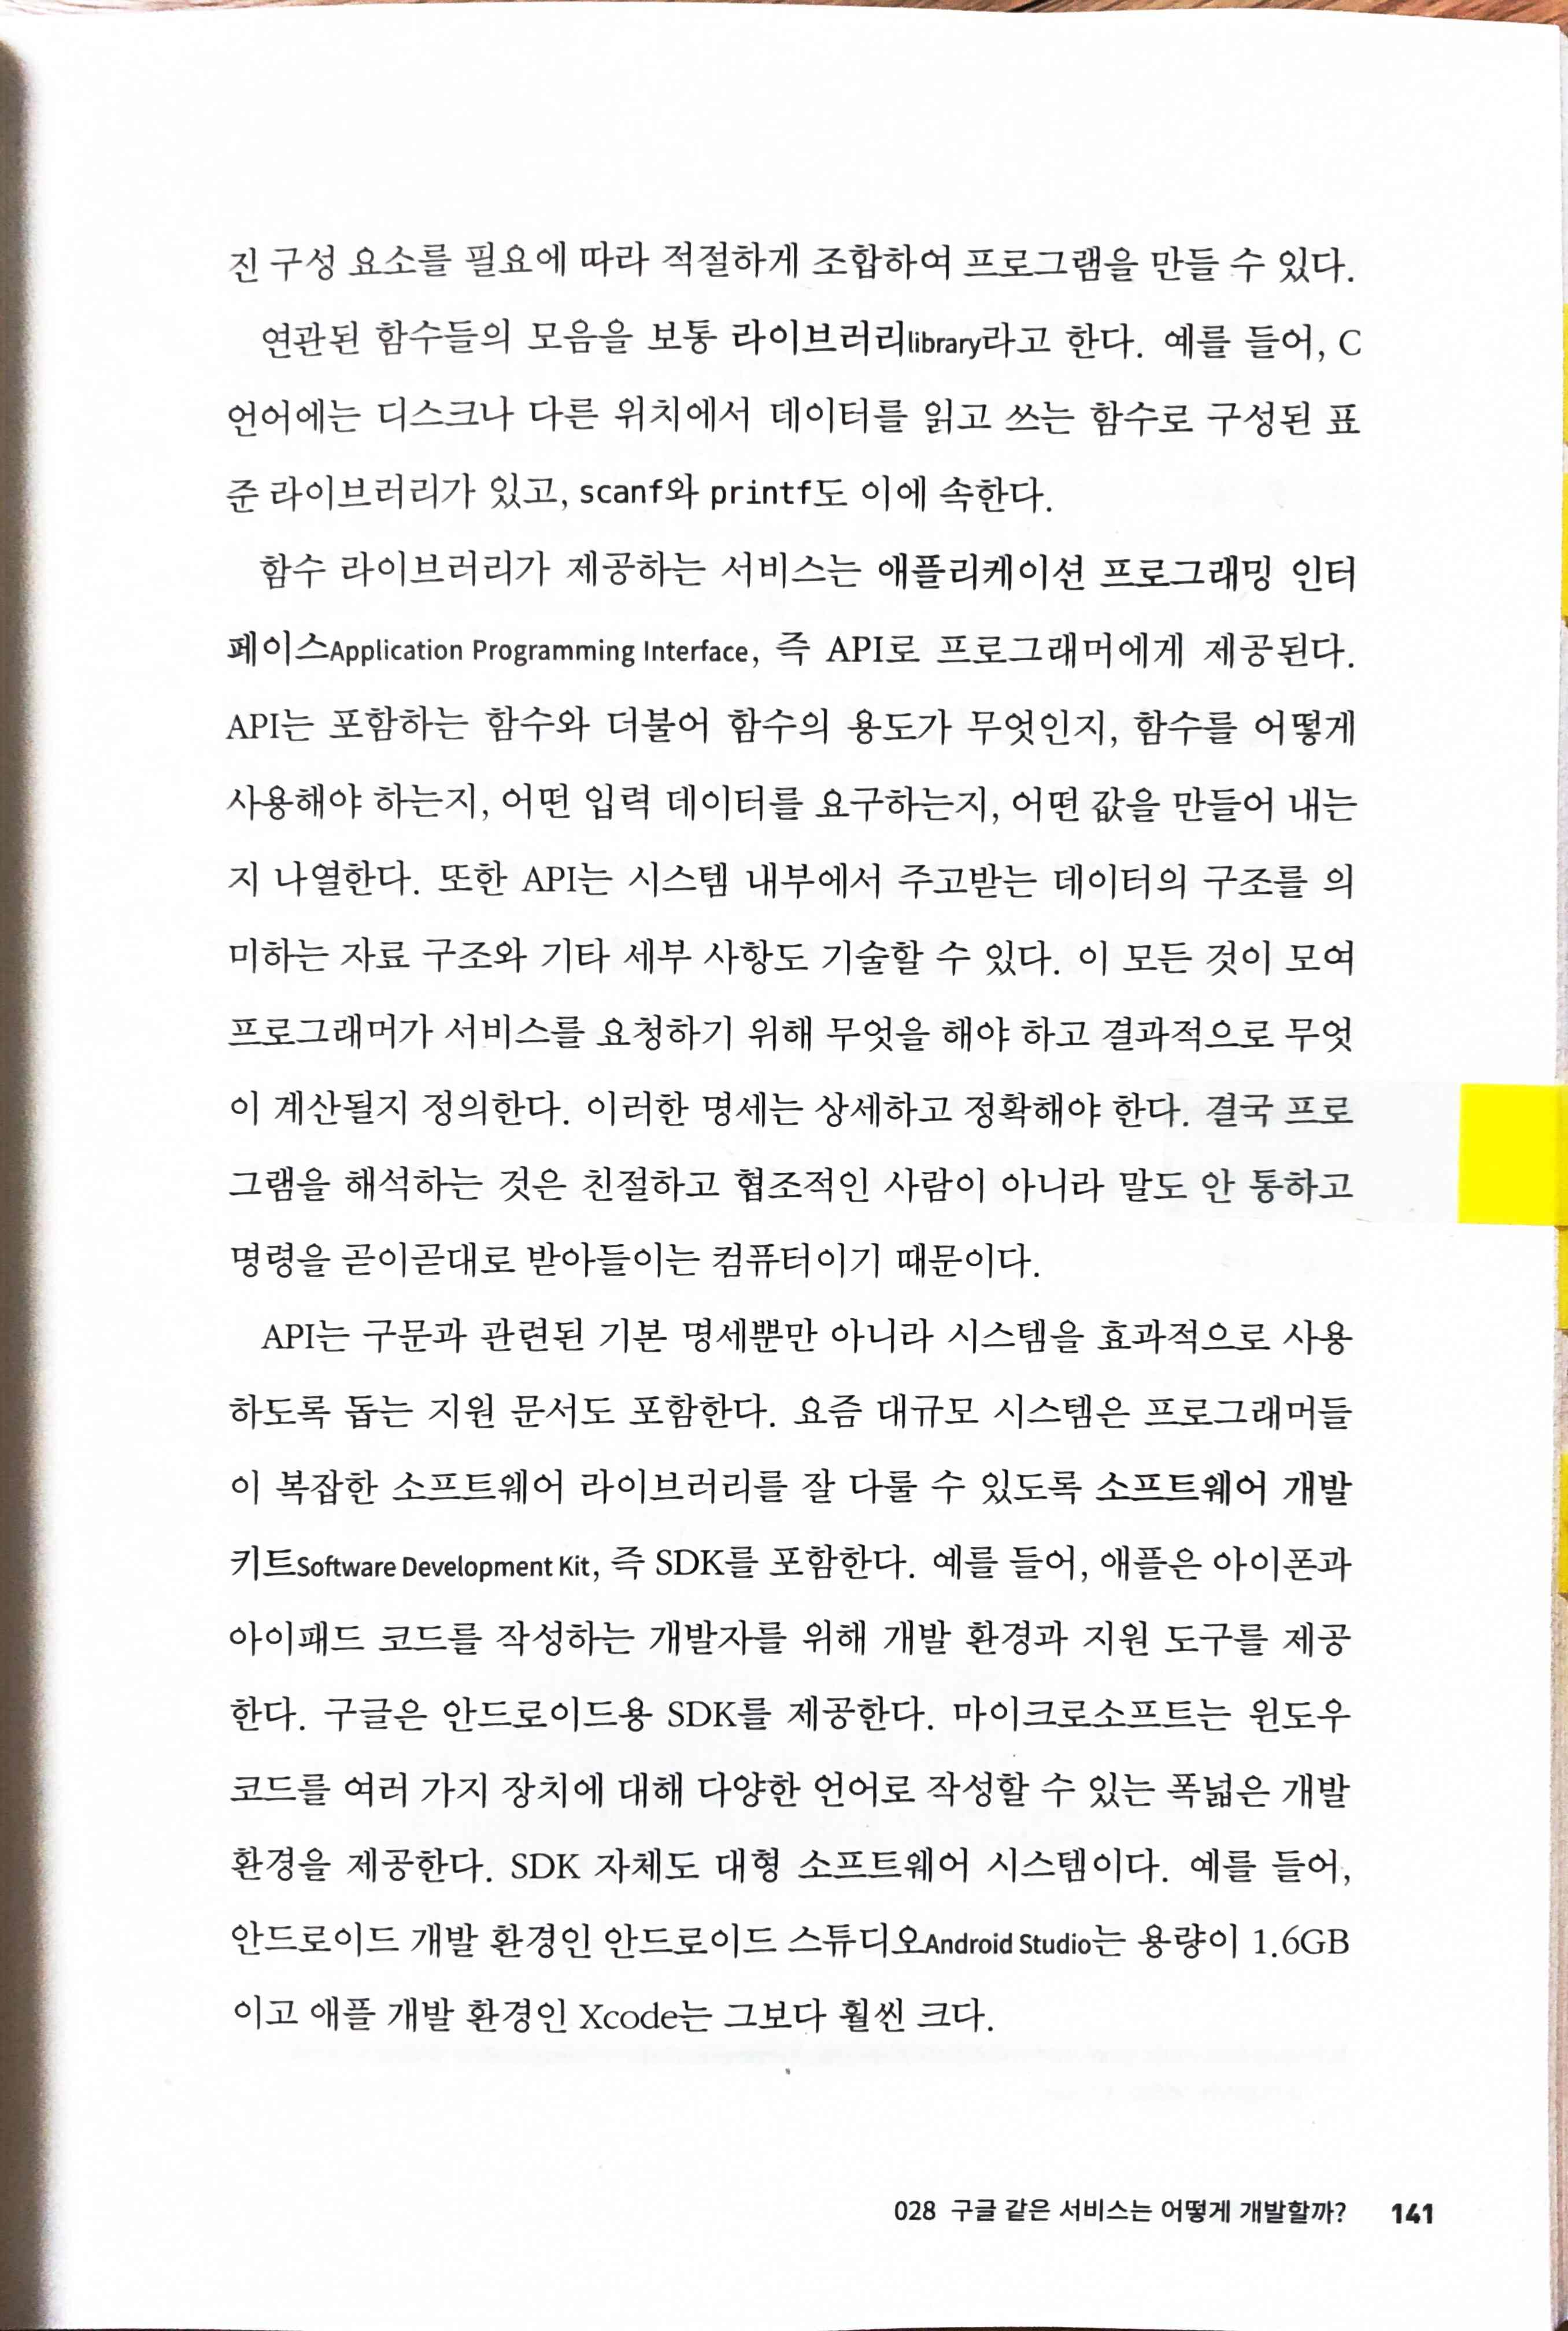 진 구성 요소를 필요에 따라 적절하게 조합하여 프로그램을 만들 수 있다.
연관된 함수들의 모음을 보통 라이브러리library라고 한다. 예를 들어, C
언어에는 디스크나 다른 위치에서 데이터를 읽고 쓰는 함수로 구성된 표
준 라이브러리가 있고, scanf와 printf도 이에 속한다.
함수 라이브러리가 제공하는 서비스는 애플리케이션 프로그래밍 인터
페이스Application Programming Interface, 즉 API로 프로그래머에게 제공된다.
API는 포함하는 함수와 더불어 함수의 용도가 무엇인지, 함수를 어떻게
사용해야 하는지, 어떤 입력 데이터를 요구하는지, 어떤 값을 만들어 내는
지 나열한다. 또한 API는 시스템 내부에서 주고받는 데이터의 구조를 의
미하는 자료 구조와 기타 세부 사항도 기술할 수 있다. 이 모든 것이 모여
프로그래머가 서비스를 요청하기 위해 무엇을 해야 하고 결과적으로 무엇
이 계산될지 정의한다. 이러한 명세는 상세하고 정확해야 한다. 결국 프로
그램을 해석하는 것은 친절하고 협조적인 사람이 아니라 말도 안 통하고
명령을 곧이곧대로 받아들이는 컴퓨터이기 때문이다.
API는 구문과 관련된 기본 명세뿐만 아니라 시스템을 효과적으로 사용
하도록 돕는 지원 문서도 포함한다. 요즘 대규모 시스템은 프로그래머들
이 복잡한 소프트웨어 라이브러리를 잘 다룰 수 있도록 소프트웨어 개발
키트Software Development Kit, 즉 SDK를 포함한다. 예를 들어, 애플은 아이폰과
아이패드 코드를 작성하는 개발자를 위해 개발 환경과 지원 도구를 제공
한다. 구글은 안드로이드용 SDK를 제공한다. 마이크로소프트는 윈도우
코드를 여러 가지 장치에 대해 다양한 언어로 작성할 수 있는 폭넓은 개발
환경을 제공한다. SDK 자체도 대형 소프트웨어 시스템이다. 예를 들어,
안드로이드 개발 환경인 안드로이드 스튜디오Android Studio는 용량이 1.6GB
이고 애플 개발 환경인 Xcode는 그보다 훨씬 크다.
028 구글 같은 서비스는 어떻게 개발할까? 141